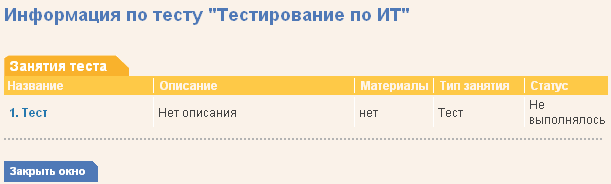 Информация по тесту "Тестирование по ИТ"
Занятия теста
Название Описание Материалы Тип занятия Статус
1. Тест Нет описания нет Тест Не выполнялось
Закрыть окно